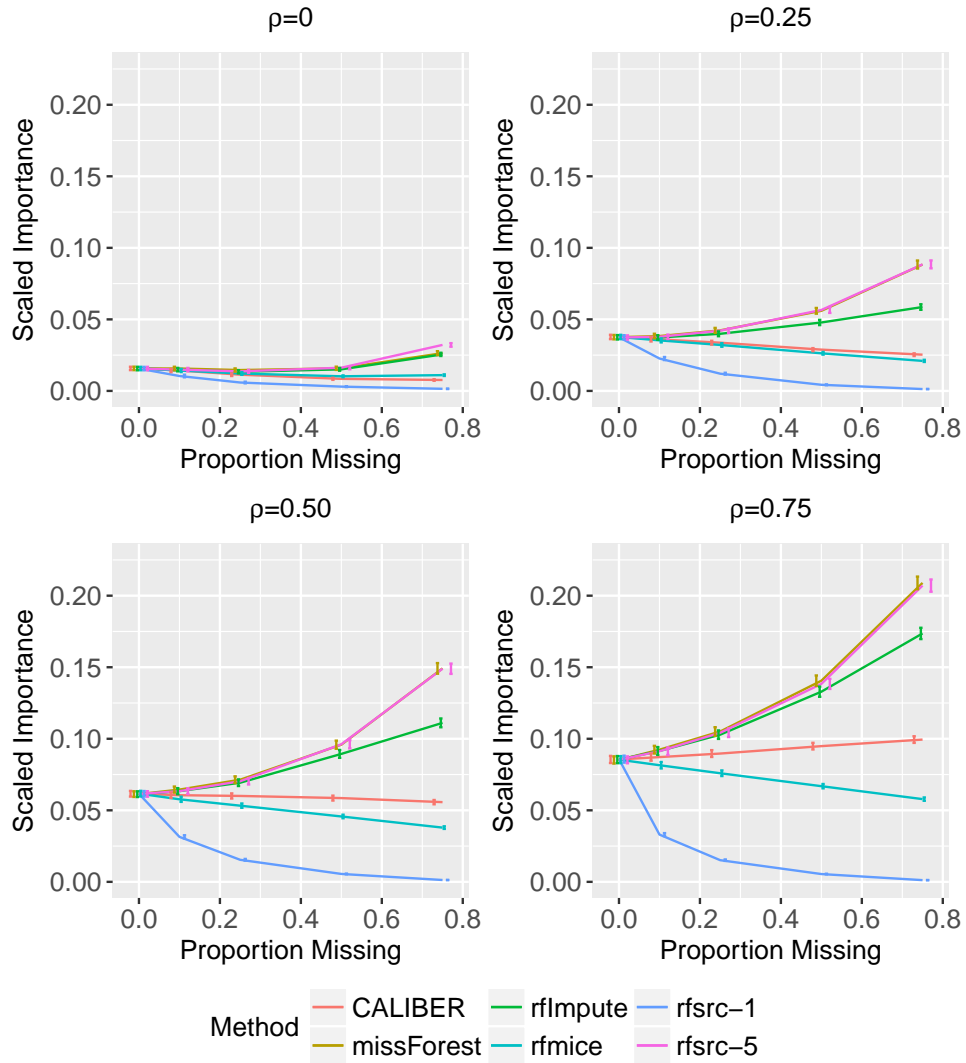 ρ=0
ρ=0.25
0.20
0.15
0.10
0.05
0.00
Scaled Importance
0.0 0.2 0.4 0.6 0.8
Proportion Missing
0.20
0.15
0.10
0.05
0.00
Scaled Importance
0.0 0.2 0.4 0.6 0.8
Proportion Missing
ρ=0.50
ρ=0.75
0.20
0.15
0.10
0.05
0.00
Scaled Importance
0.0 0.2 0.4 0.6 0.8
Proportion Missing
0.20
0.15
0.10
0.05
0.00
Scaled Importance
0.0 0.2 0.4 0.6 0.8
Proportion Missing
Method
CALIBER rfImpute rfsrc−1
missForest rfmice rfsrc−5